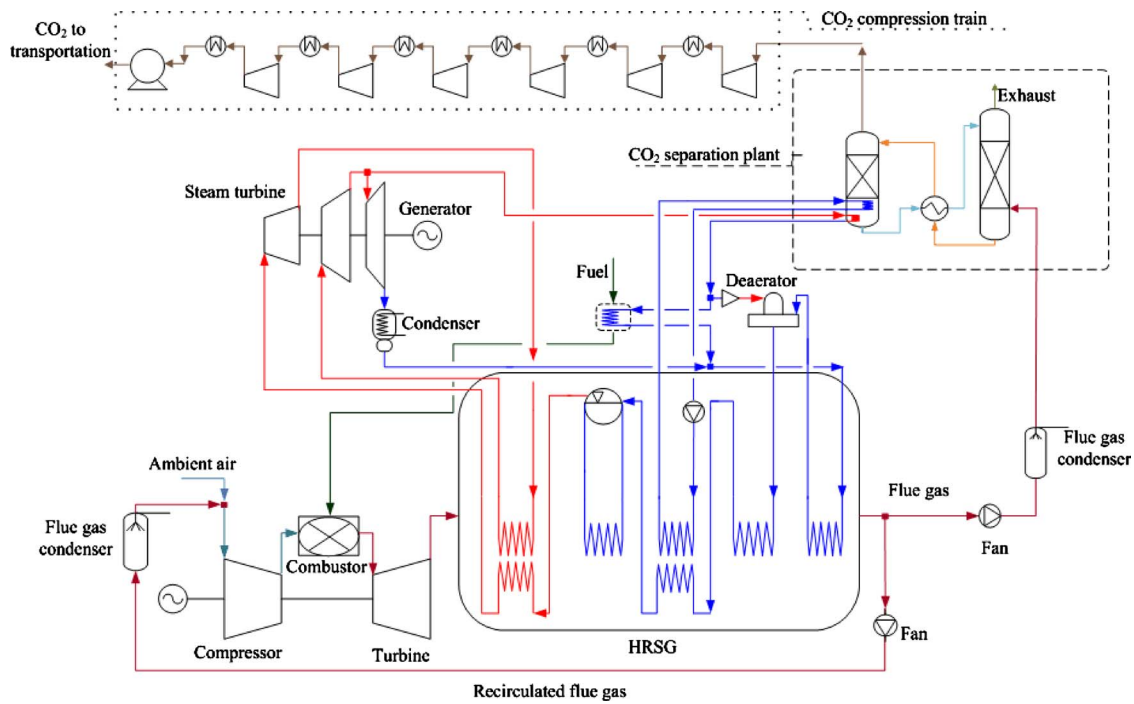 CO₂ to
transportation
CO₂ compression train
Exhaust
CO₂ separation plant
Steam turbine
Generator
Fuel
Deaerator
Condenser
Ambient air
Flue gas
condenser
Combustor
Compressor
Turbine
HRSG
Flue gas
Fan
Flue gas
condenser
Fan
Recirculated flue gas